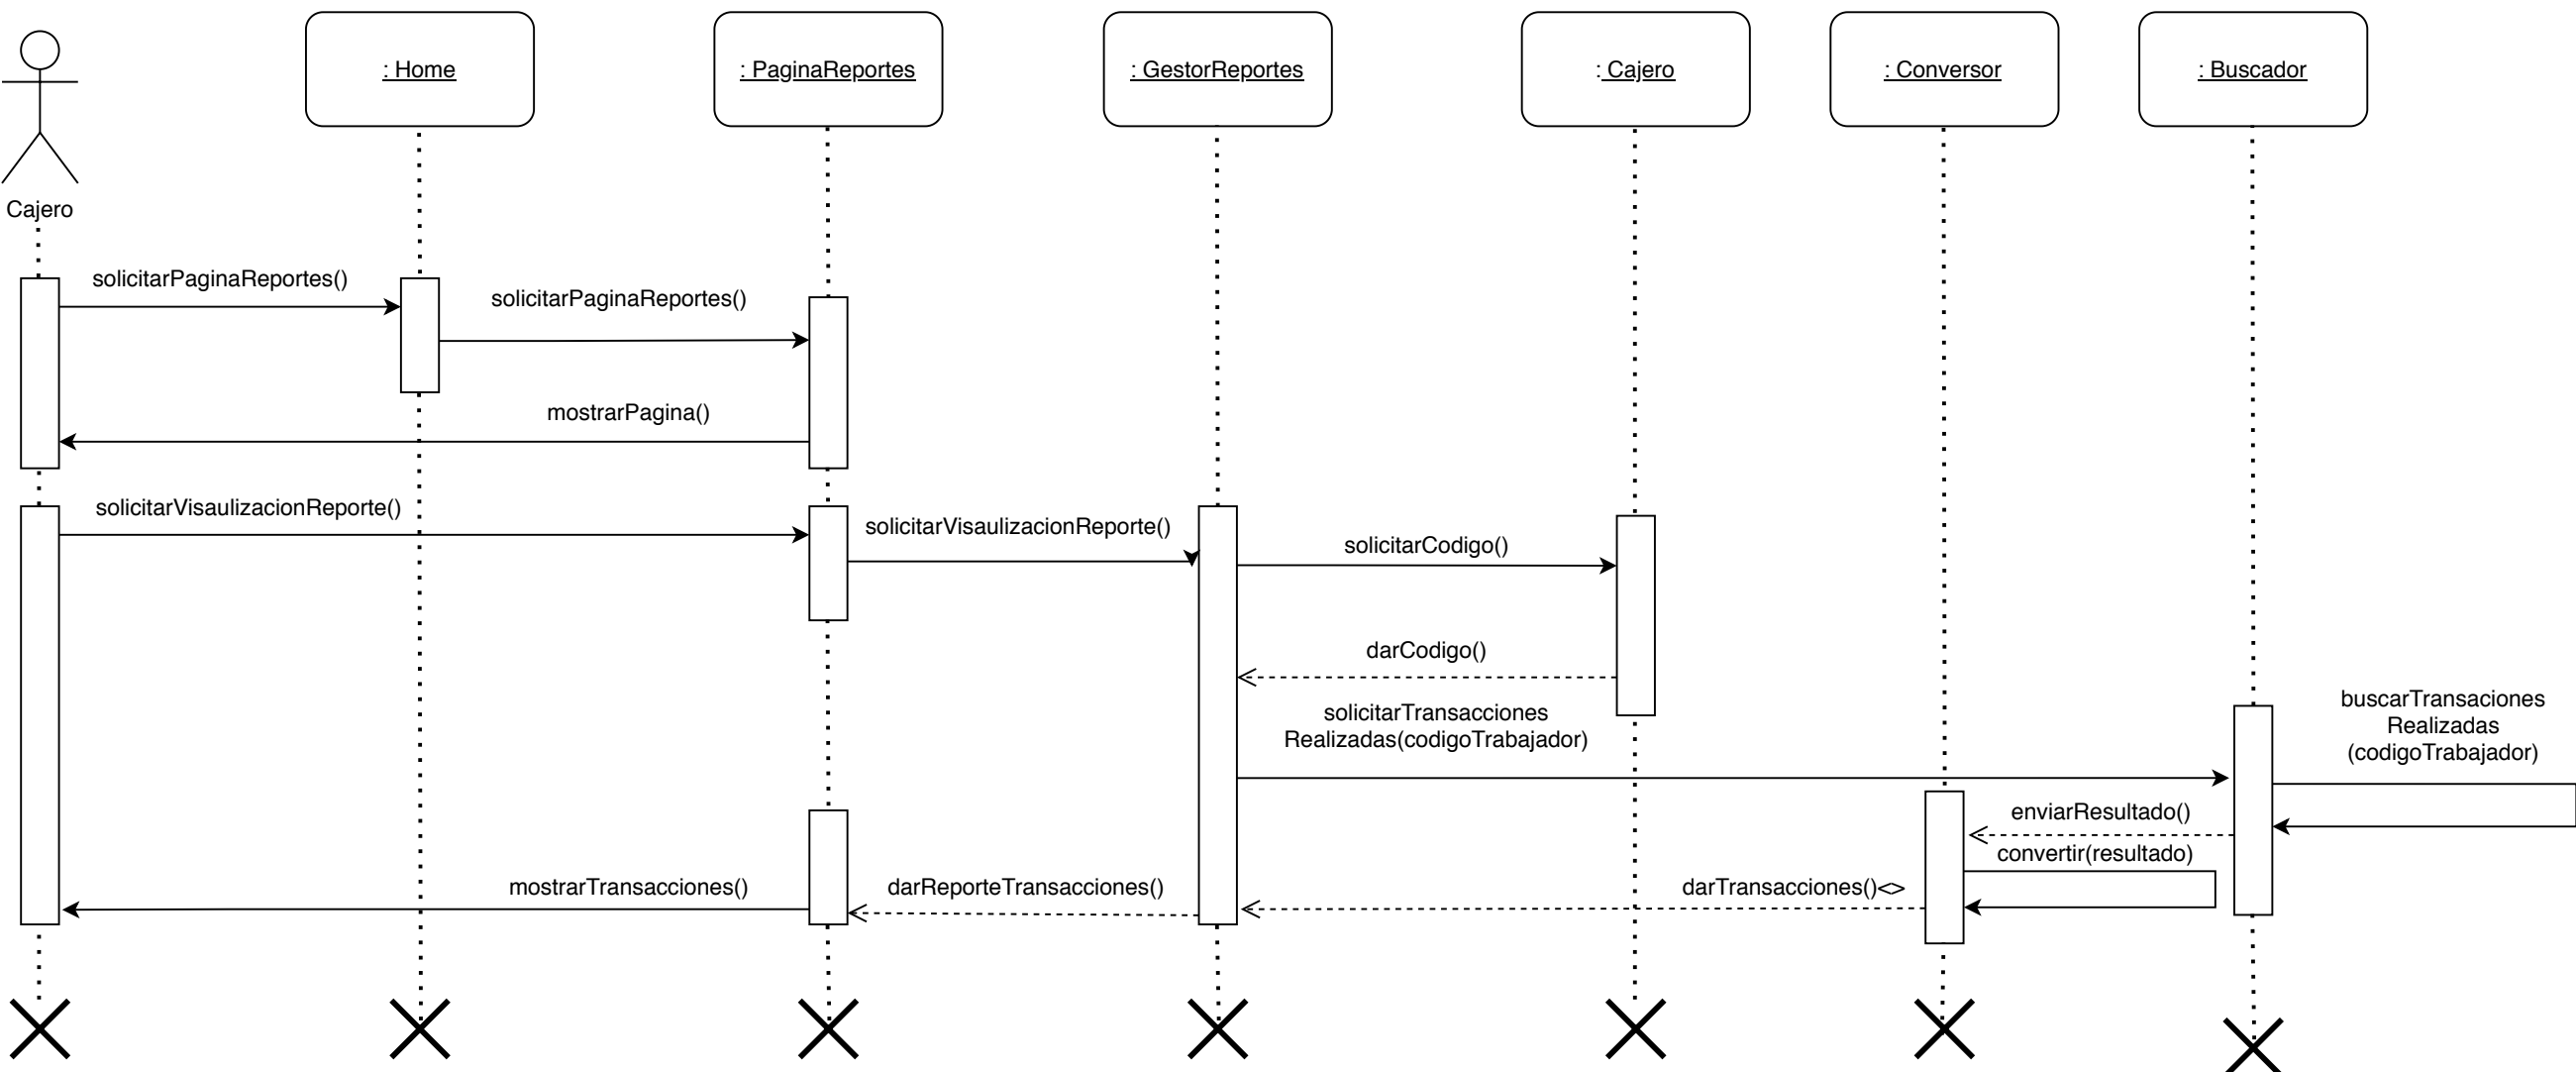 : Home
: PaginaReportes
: GestorReportes
: Cajero
: Conversor
: Buscador
Cajero
solicitarPaginaReportes()
solicitarPaginaReportes()
mostrarPagina()
solicitarVisaulizacionReporte()
solicitarVisaulizacionReporte()
solicitarCodigo()
darCodigo()
solicitarTransacciones
Realizadas(codigoTrabajador)
buscarTransaciones
Realizadas
(codigoTrabajador)
enviarResultado()
convertir(resultado)
darTransacciones()<>
darReporteTransacciones()
mostrarTransacciones()